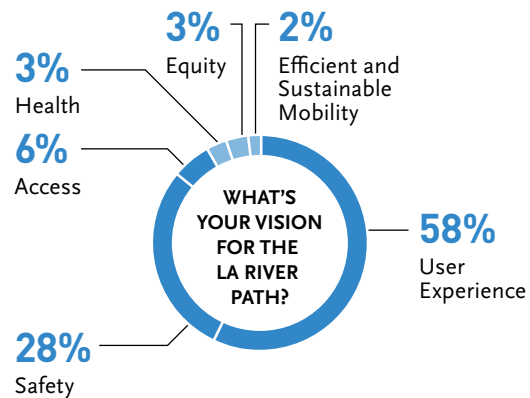 3%
Equity
2%
Efficient and
Sustainable
Mobility
3%
Health
6%
Access
WHAT'S
YOUR VISION
FOR THE
LA RIVER
PATH?
58%
User
Experience
28%
Safety